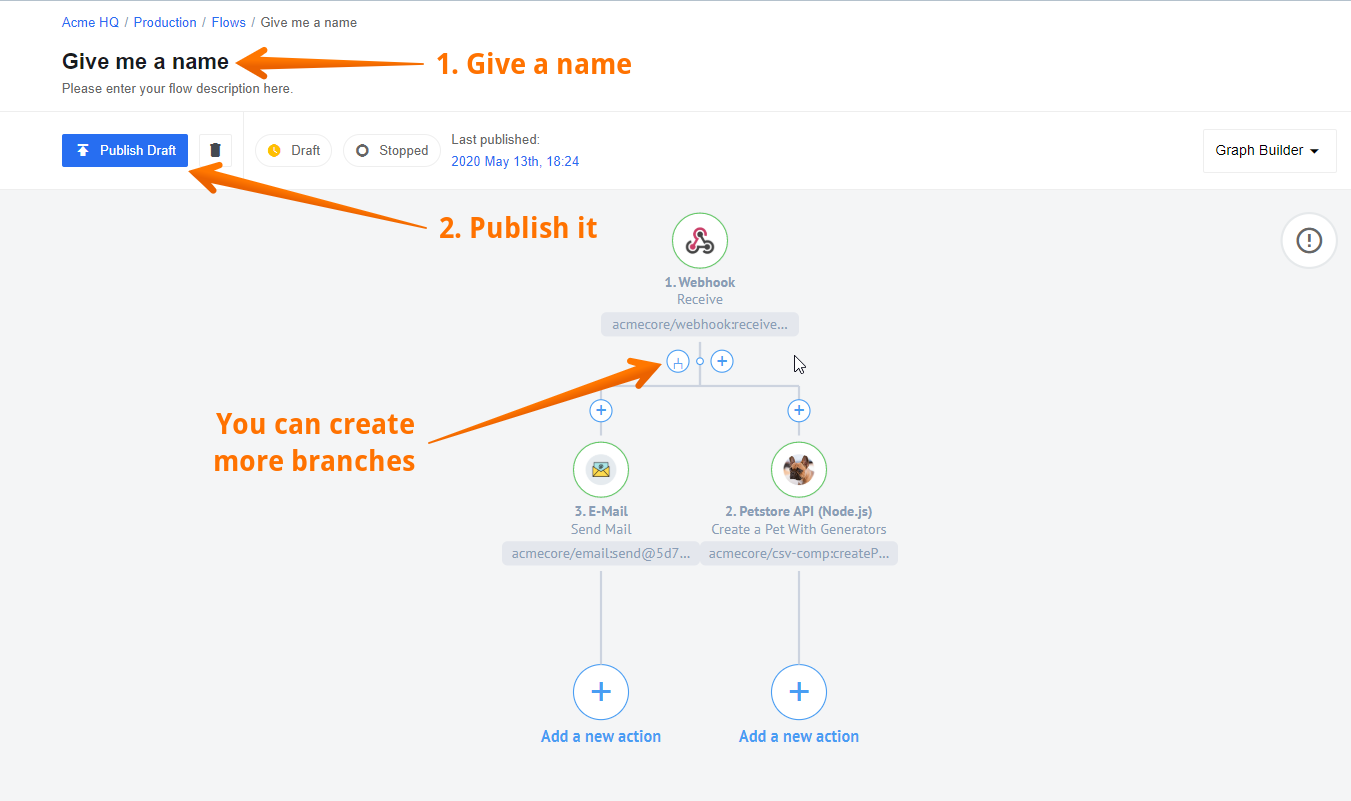 Acme HQ / Production / Flows / Give me a name
Give me a name
1. Give a name
Please enter your flow description here.
Publish Draft
Draft
Stopped
Last published:
2020 May 13th, 18:24
Graph Builder
2. Publish it
1. Webhook
Receive
acmecore/webhook:receive...
You can create
more branches
3. E-Mail
Send Mail
acmecore/email:send@5d7...
2. Petstore API (Node.js)
Create a Pet With Generators
acmecore/csv-comp:createP...
Add a new action
Add a new action